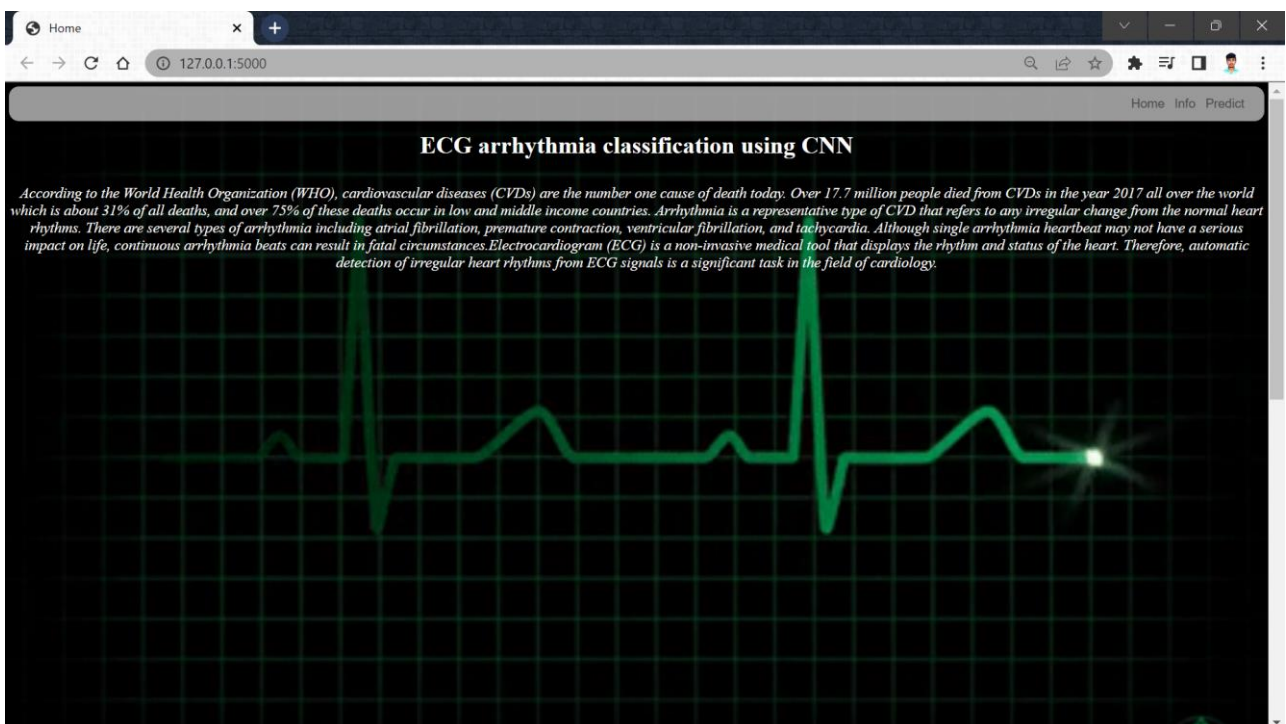 Home
127.0.0.1:5000
Home Info Predict
ECG arrhythmia classification using CNN
According to the World Health Organization (WHO), cardiovascular diseases (CVDs) are the number one cause of death today. Over 17.7 million people died from CVDs in the year 2017 all over the world
which is about 31% of all deaths, and over 75% of these deaths occur in low and middle income countries. Arrhythmia is a representative type of CVD that refers to any irregular change from the normal heart
rhythms. There are several types of arrhythmia including atrial fibrillation, premature contraction, ventricular fibrillation, and tachycardia. Although single arrhythmia heartbeat may not have a serious
impact on life, continuous arrhythmia beats can result in fatal circumstances.Electrocardiogram (ECG) is a non-invasive medical tool that displays the rhythm and status of the heart. Therefore, automatic
detection of irregular heart rhythms from ECG signals is a significant task in the field of cardiology.